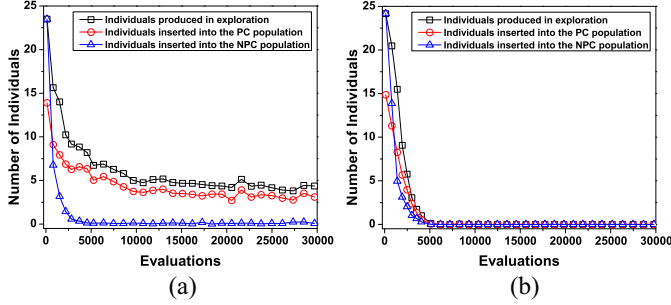 25
20
15
10
5
0
Number of Individuals
Individuals produced in exploration
Individuals inserted into the PC population
Individuals inserted into the NPC population
0 5000 10000 15000 20000 25000 30000
Evaluations
(a)
25
20
15
10
5
0
Number of Individuals
Individuals produced in exploration
Individuals inserted into the PC population
Individuals inserted into the NPC population
0 5000 10000 15000 20000 25000 30000
Evaluations
(b)